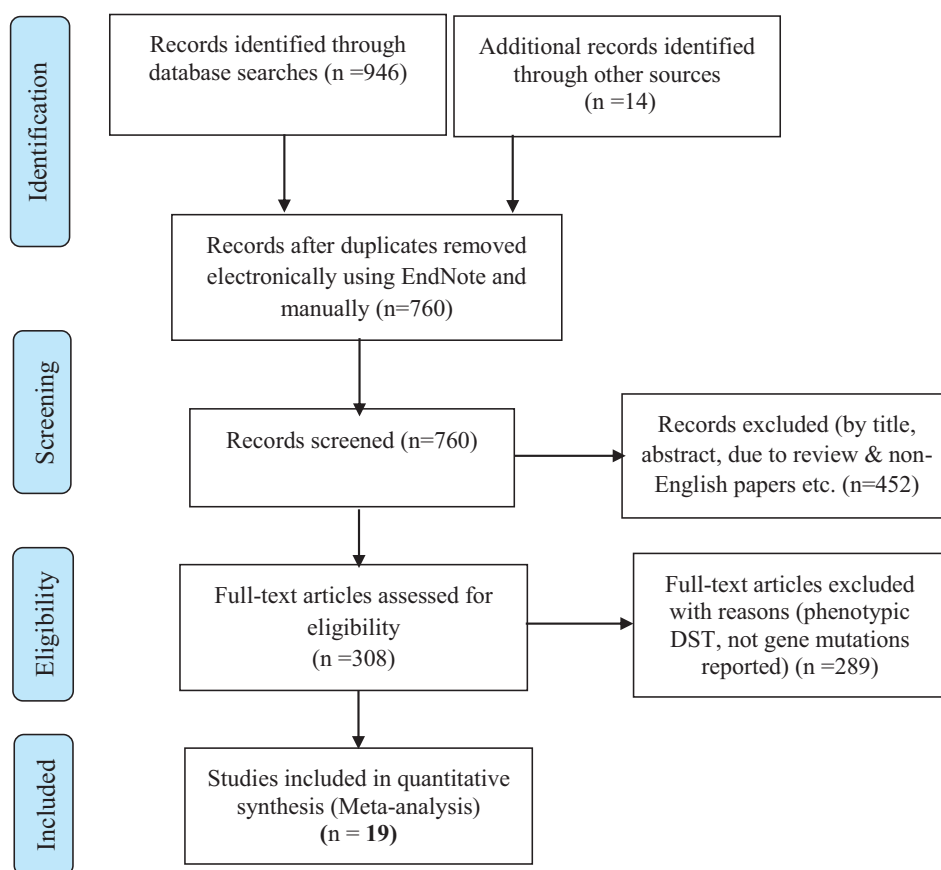 Identification
Records identified through
database searches (n =946)
Additional records identified
through other sources
(n =14)
Records after duplicates removed
electronically using EndNote and
manually (n=760)
Screening
Records screened (n=760)
Records excluded (by title,
abstract, due to review & non-
English papers etc. (n=452)
Eligibility
Full-text articles assessed for
eligibility
(n =308)
Full-text articles excluded
with reasons (phenotypic
DST, not gene mutations
reported) (n =289)
Included
Studies included in quantitative
synthesis (Meta-analysis)
(n = 19)